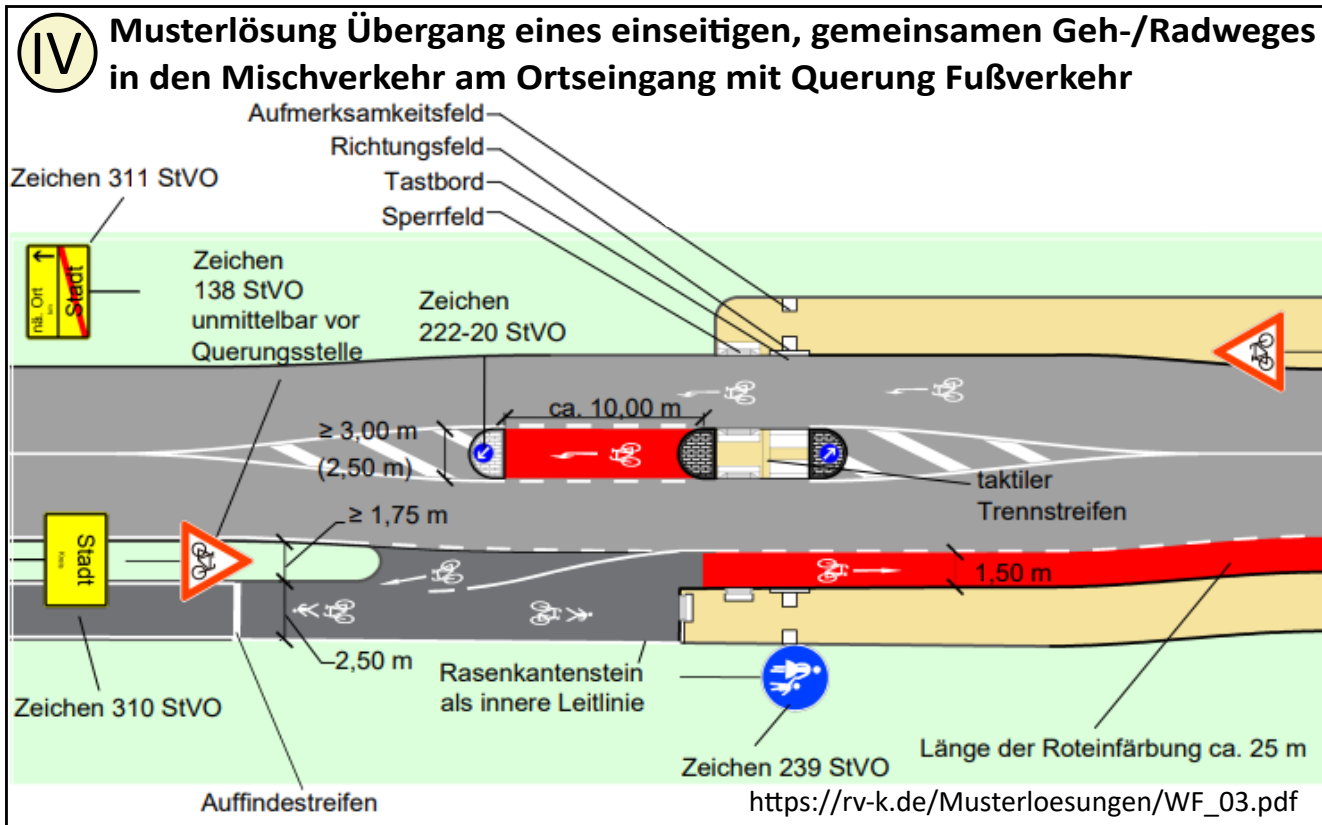 IV
Musterlösung Übergang eines einseitigen, gemeinsamen Geh-/Radweges
in den Mischverkehr am Ortseingang mit Querung Fußverkehr
Aufmerksamkeitsfeld
Richtungsfeld
Tastbord
Sperrfeld
Zeichen 311 StVO
nä. Ort
Stadt
Zeichen
138 StVO
unmittelbar vor
Querungsstelle
Zeichen
222-20 StVO
ca. 10,00 m
≥ 3,00 m
(2,50 m)
taktiler
Trennstreifen
≥ 1,75 m
Stadt
1,50 m
2,50 m
Rasenkantenstein
als innere Leitlinie
Zeichen 310 StVO
Zeichen 239 StVO
Länge der Roteinfärbung ca. 25 m
Auffindestreifen
https://rv-k.de/Musterloesungen/WF_03.pdf